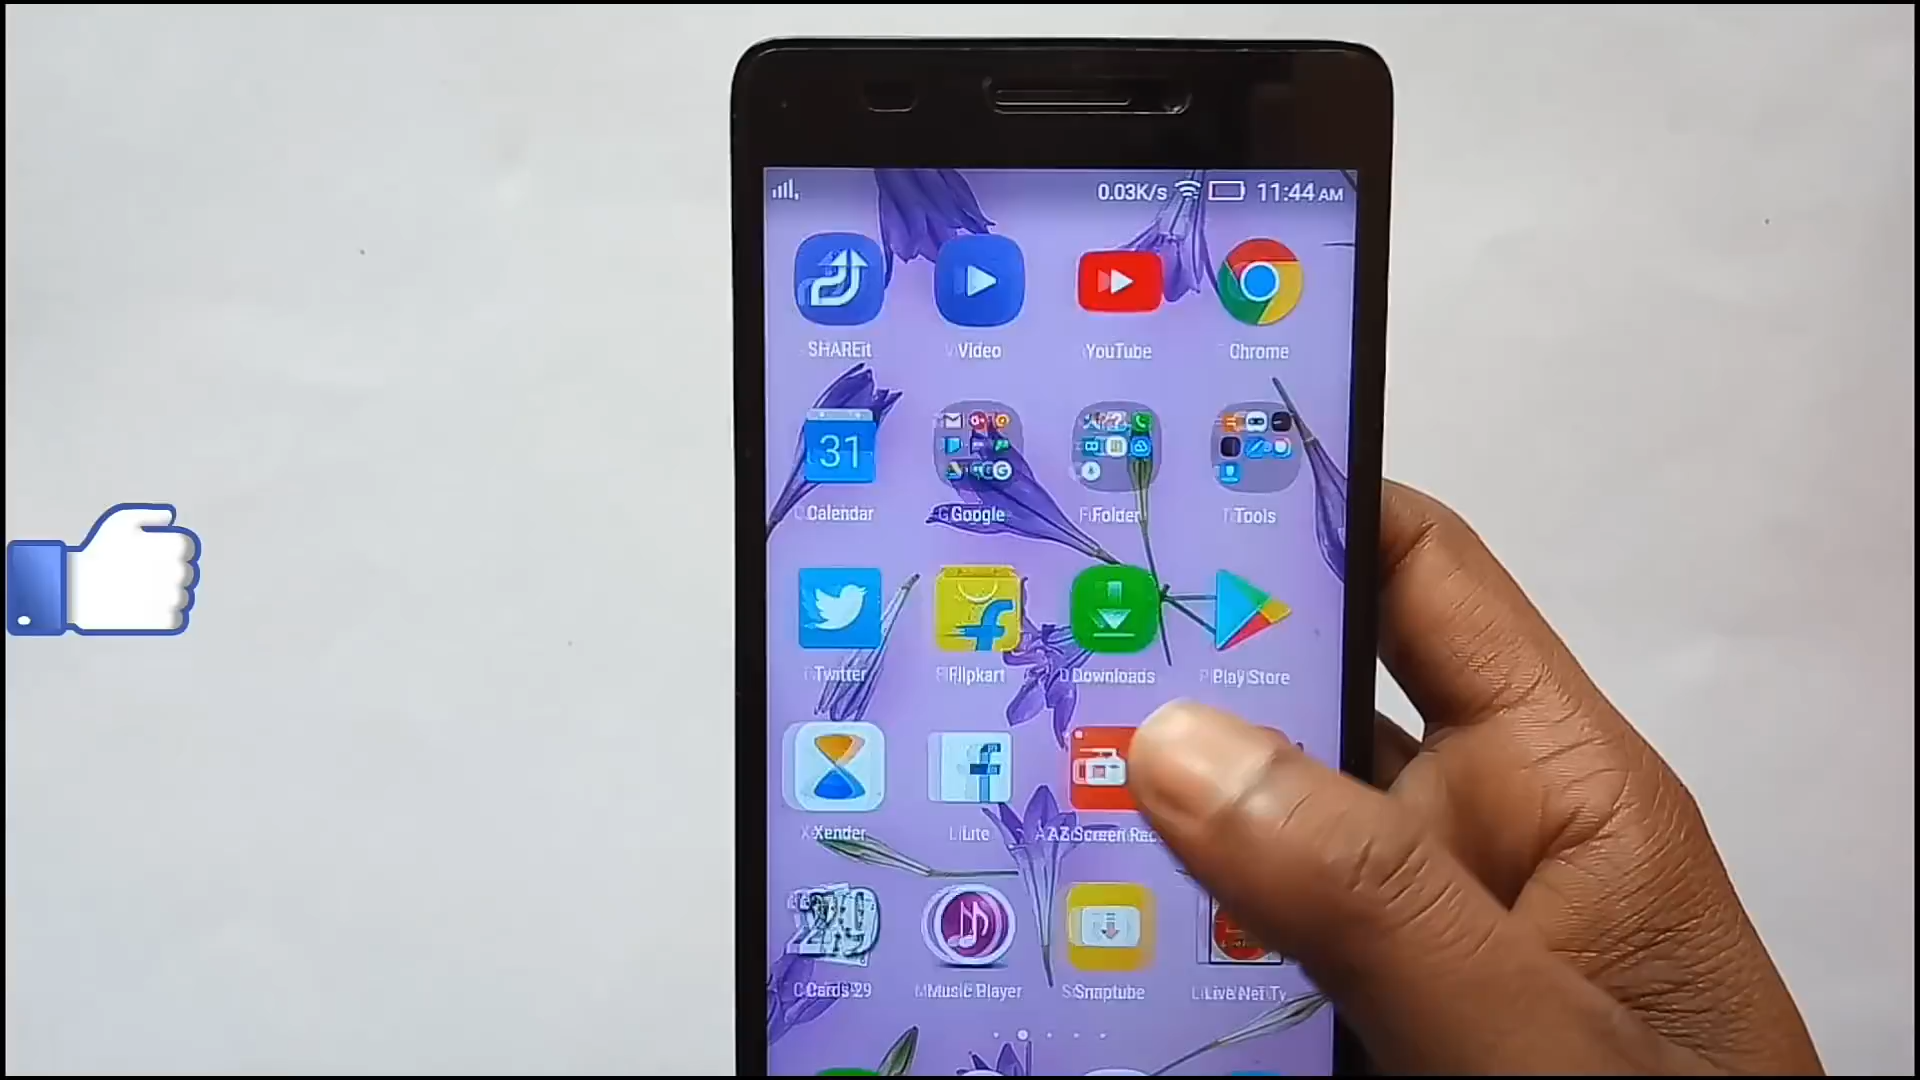 0.03K/s 11:44 AM
SHAREit Video YouTube Chrome
31
Calendar Google Folder Tools
Twitter Flipkart Downloads Play Store
Xender Lite AZ Screen Rec
29
Cards 29 Music Player Snaptube Live Net Tv